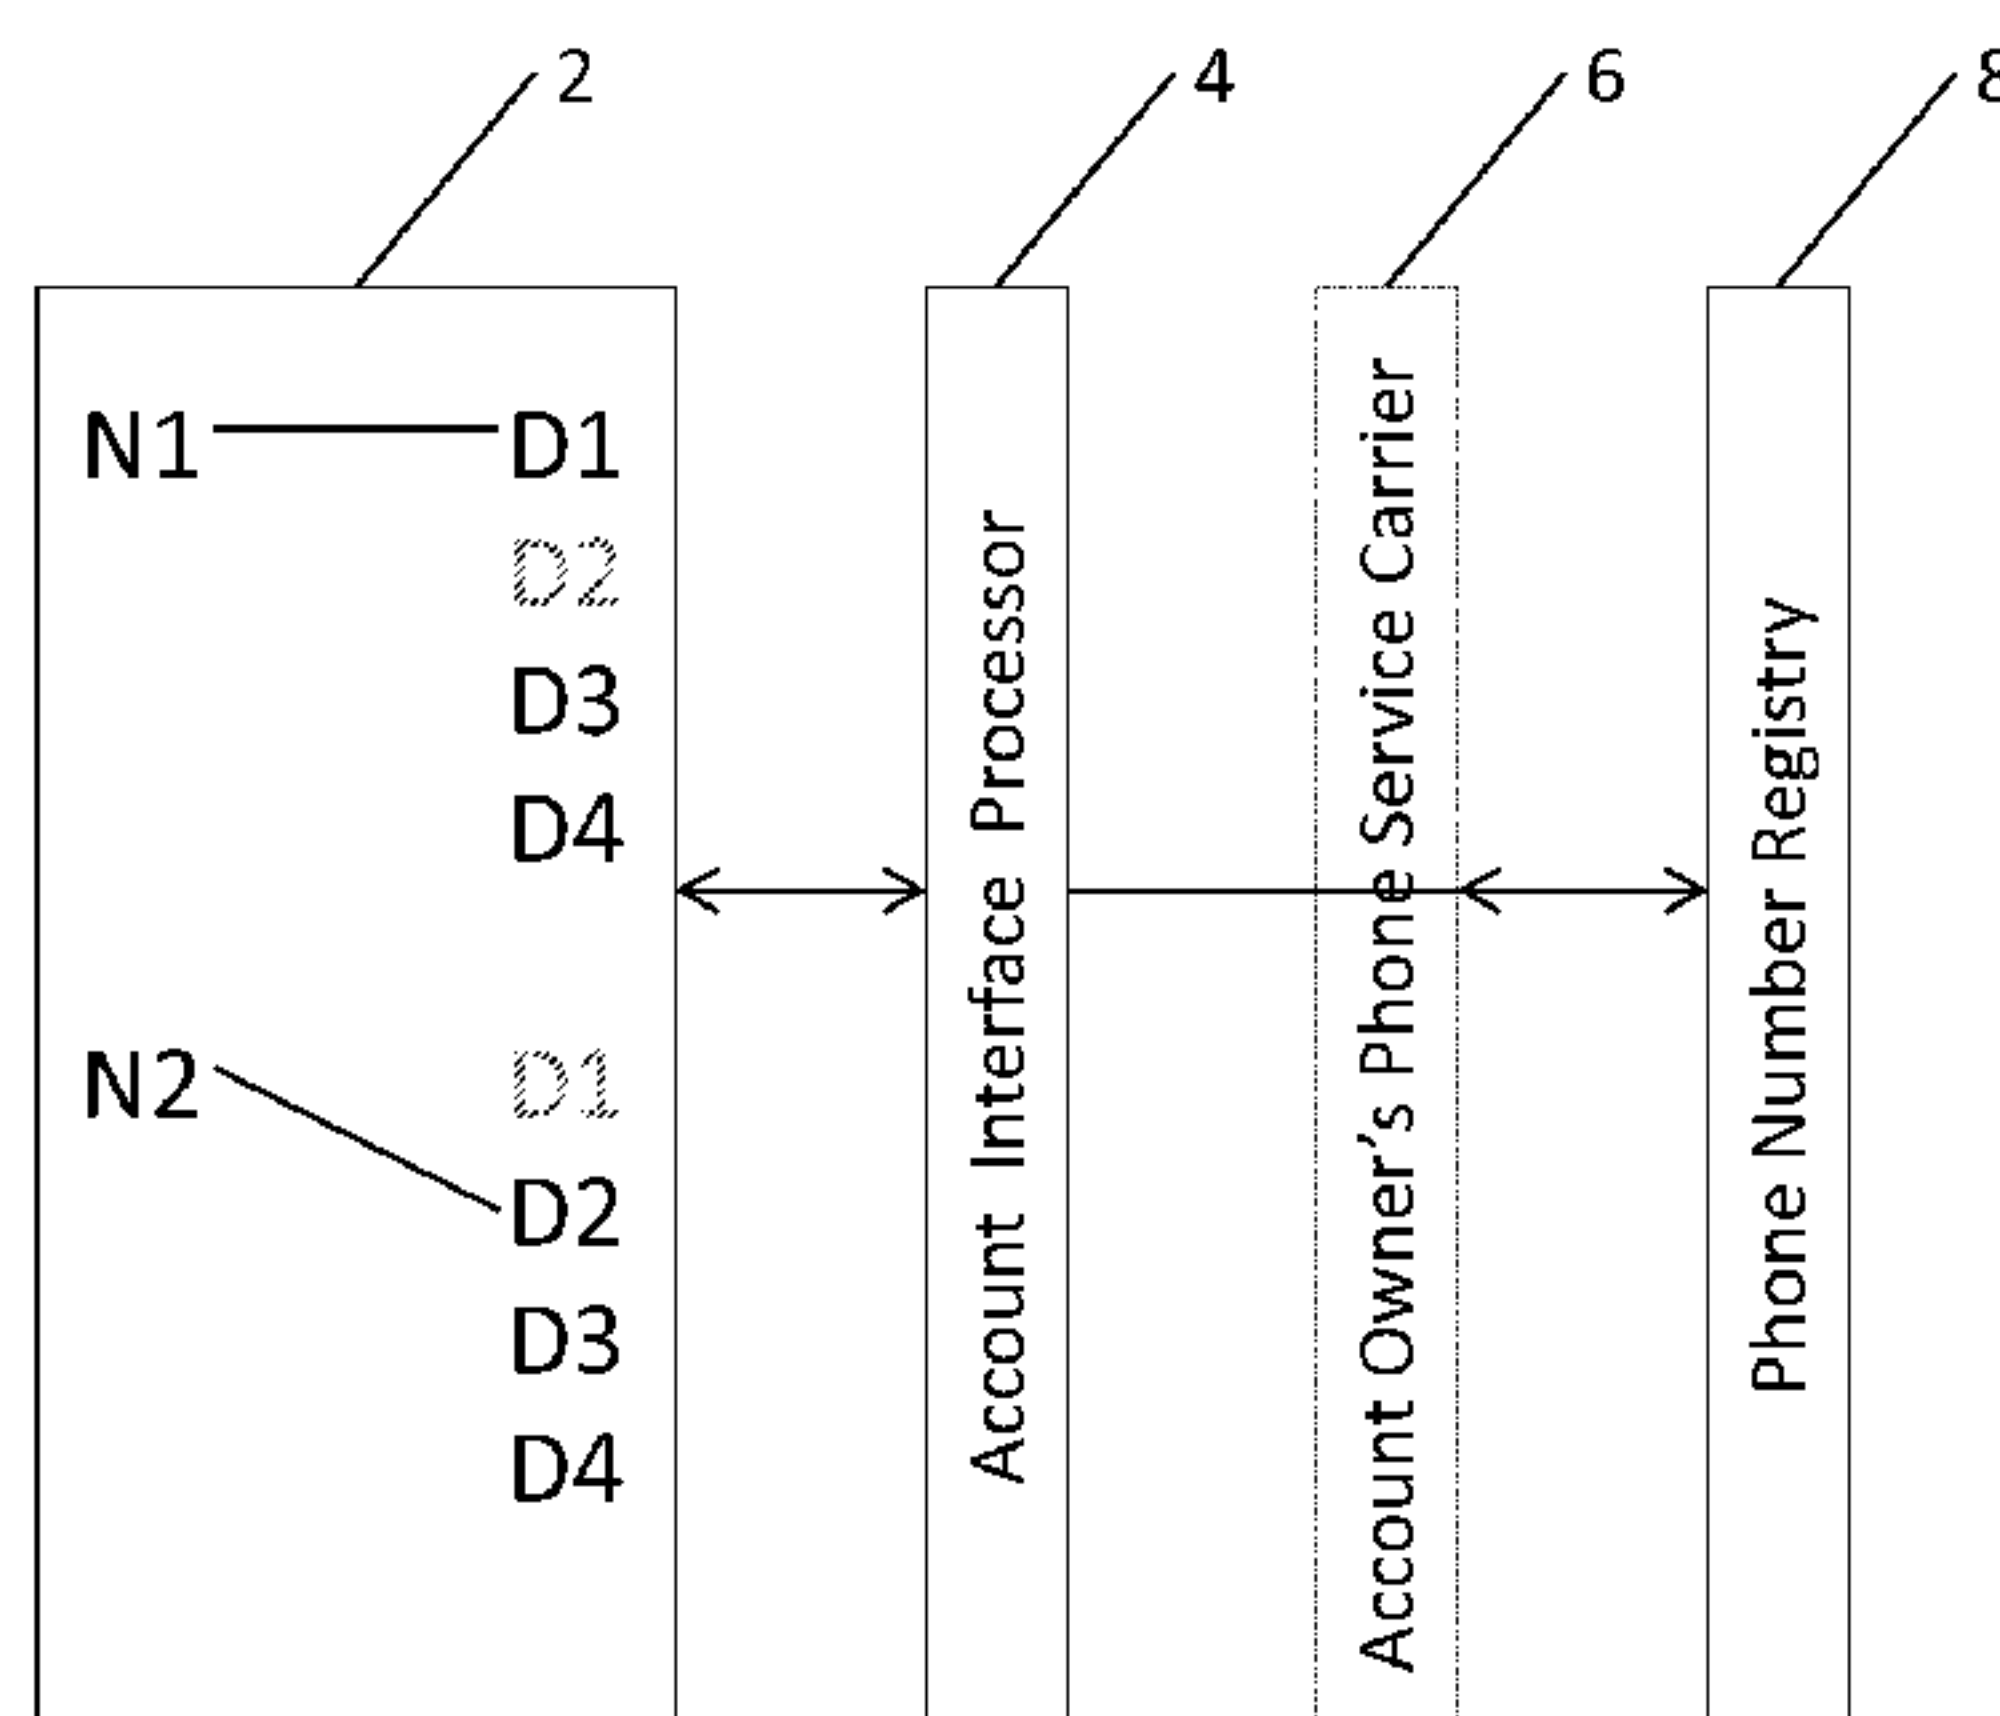 2
4
6
8
N1 D1
D2
D3
D4
N2 D1
D2
D3
D4
Account Interface Processor
Account Owner’s Phone Service Carrier
Phone Number Registry